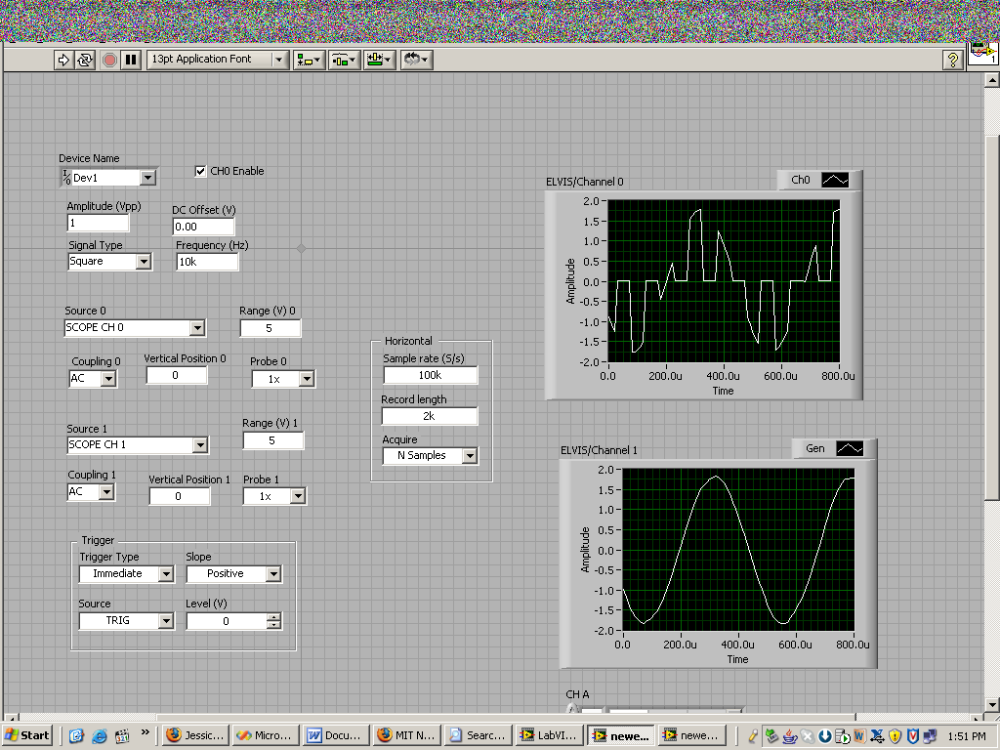 13pt Application Font
?
1
Device Name
Dev1
CH0 Enable
Amplitude (Vpp)
1
DC Offset (V)
0.00
Signal Type
Square
Frequency (Hz)
10k
Source 0
SCOPE CH 0
Range (V) 0
5
Coupling 0
AC
Vertical Position 0
0
Probe 0
1x
Source 1
SCOPE CH 1
Range (V) 1
5
Coupling 1
AC
Vertical Position 1
0
Probe 1
1x
Horizontal
Sample rate (S/s)
100k
Record length
2k
Acquire
N Samples
Trigger
Trigger Type
Immediate
Slope
Positive
Source
TRIG
Level (V)
0
ELVIS/Channel 0
Ch0
Amplitude
2.0
1.5
1.0
0.5
0.0
-0.5
-1.0
-1.5
-2.0
0.0 200.0u 400.0u 600.0u 800.0u
Time
ELVIS/Channel 1
Gen
Amplitude
2.0
1.5
1.0
0.5
0.0
-0.5
-1.0
-1.5
-2.0
0.0 200.0u 400.0u 600.0u 800.0u
Time
CH A
Start
»
Jessic...
Micro...
Docu...
MIT N...
Searc...
LabVI...
newe...
newe...
1:51 PM